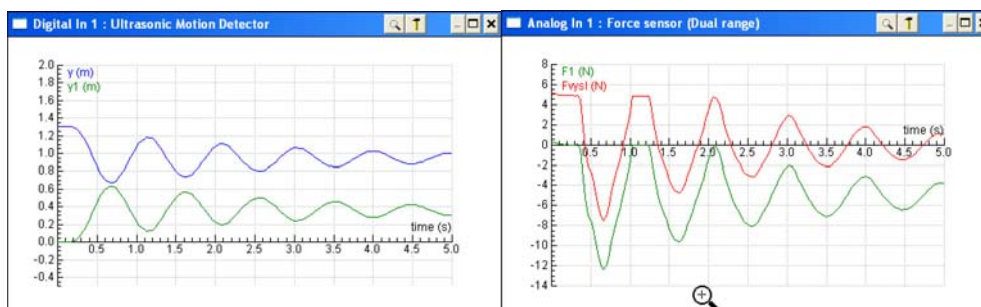 Digital In 1 : Ultrasonic Motion Detector
2.0
1.8
1.6
1.4
1.2
1.0
0.8
0.6
0.4
0.2
0.0
-0.2
-0.4
y (m)
y1 (m)
time (s)
0.5 1.0 1.5 2.0 2.5 3.0 3.5 4.0 4.5 5.0
Analog In 1 : Force sensor (Dual range)
8
6
4
2
0
-2
-4
-6
-8
-10
-12
-14
F1 (N)
Fvysl (N)
time (s)
0.5 1.0 1.5 2.0 2.5 3.0 3.5 4.0 4.5 5.0